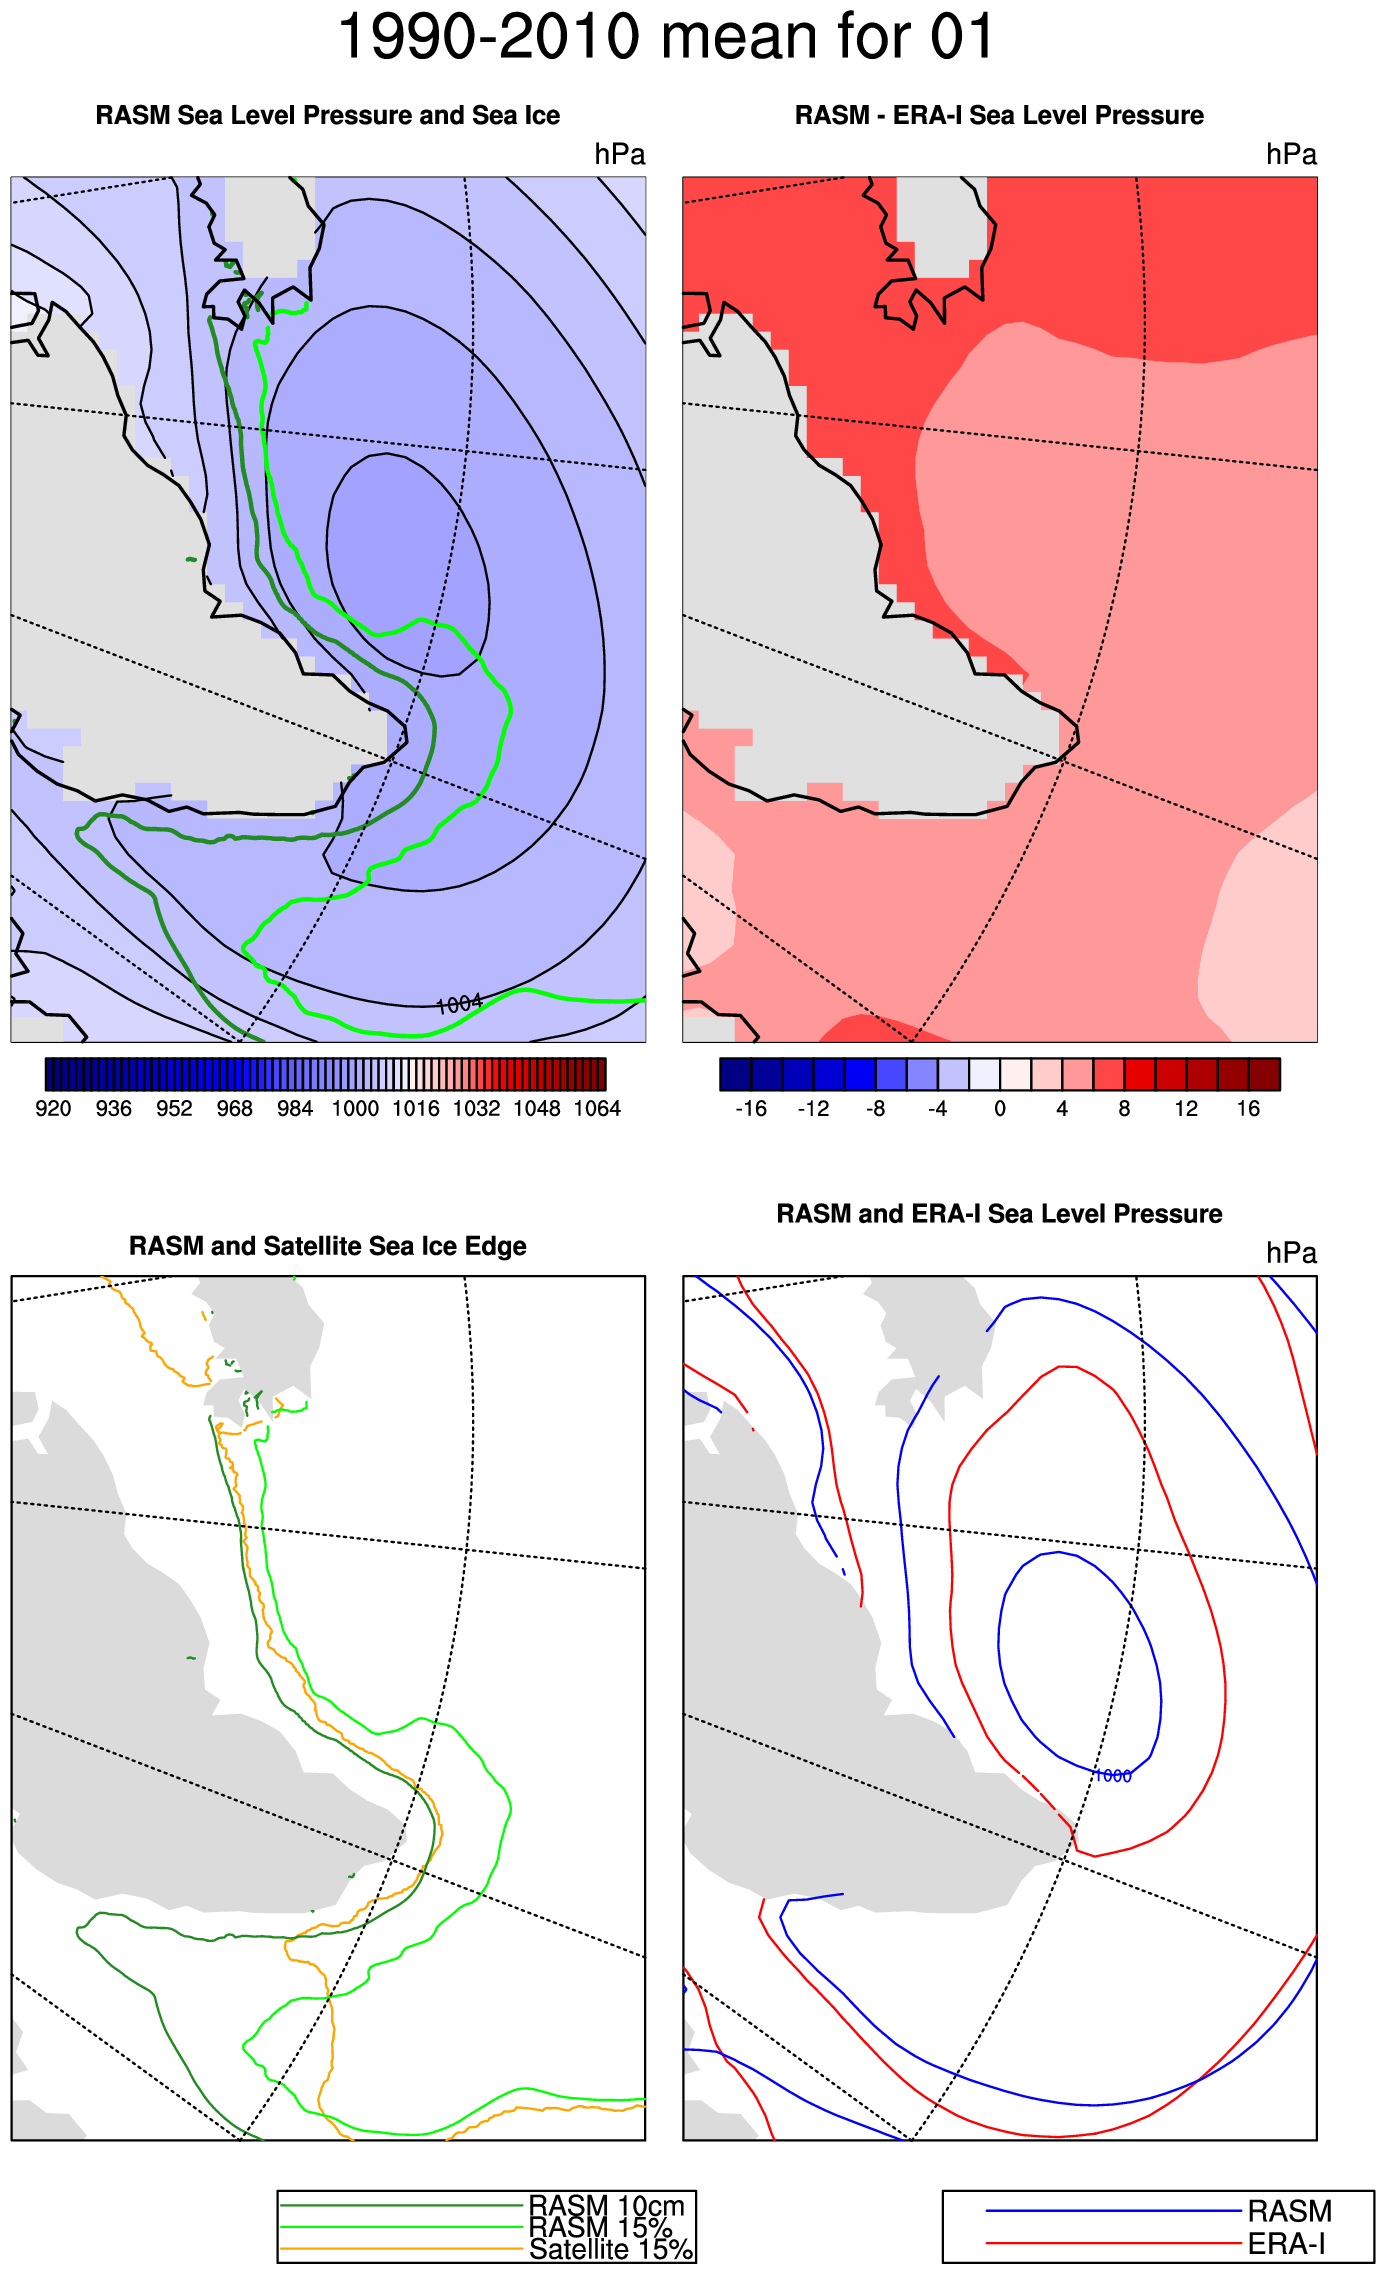 1990-2010 mean for 01
RASM Sea Level Pressure and Sea Ice
hPa
RASM - ERA-I Sea Level Pressure
hPa
1004
920 936 952 968 984 1000 1016 1032 1048 1064
-16 -12 -8 -4 0 4 8 12 16
RASM and Satellite Sea Ice Edge
RASM and ERA-I Sea Level Pressure
hPa
1000
RASM 10cm
RASM 15%
Satellite 15%
RASM
ERA-I